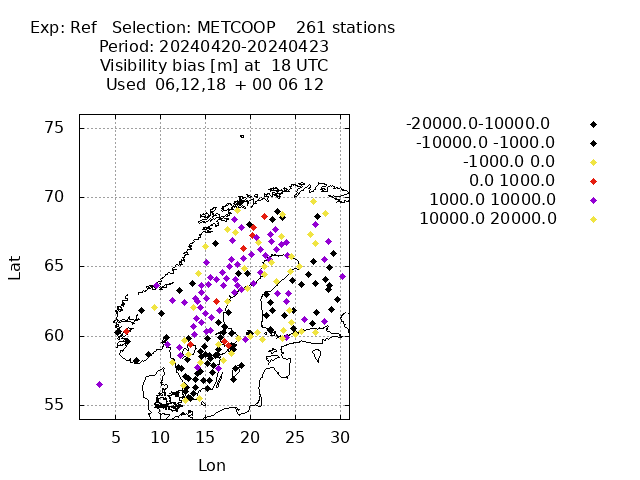 Exp: Ref   Selection: METCOOP    261 stations
Period: 20240420-20240423
Visibility bias [m] at  18 UTC
Used  06,12,18  + 00 06 12
-20000.0-10000.0
-10000.0 -1000.0
-1000.0 0.0
0.0 1000.0
1000.0 10000.0
10000.0 20000.0
75
70
65
60
55
Lat
5 10 15 20 25 30
Lon